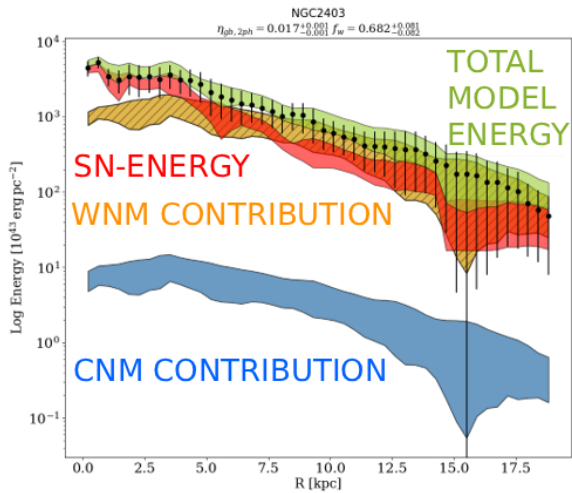 NGC2403
η_{gb,2ph} = 0.017^{+0.001}_{-0.001} f_w = 0.682^{+0.081}_{-0.082}
TOTAL
MODEL
ENERGY
SN-ENERGY
WNM CONTRIBUTION
CNM CONTRIBUTION
Log Energy [10^{43} erg pc^{-2}]
10^4
10^3
10^2
10^1
10^0
10^{-1}
0.0 2.5 5.0 7.5 10.0 12.5 15.0 17.5
R [kpc]